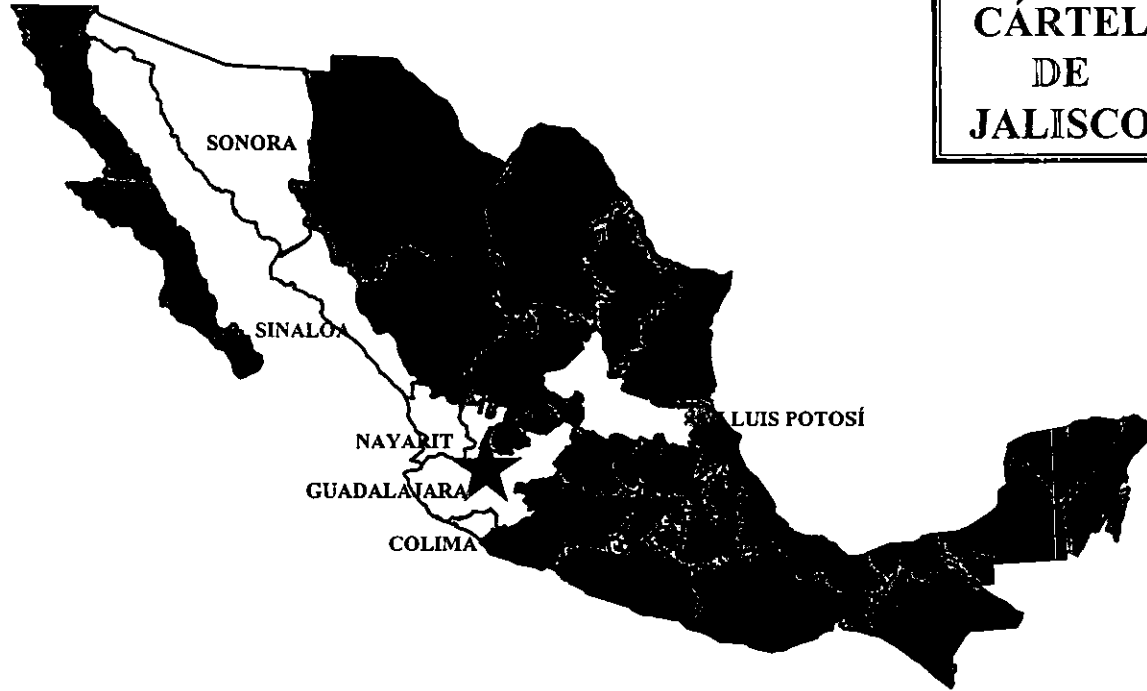 CÁRTEL
DE
JALISCO
SONORA
SINALOA
LUIS POTOSÍ
NAYARIT
GUADALAJARA
COLIMA